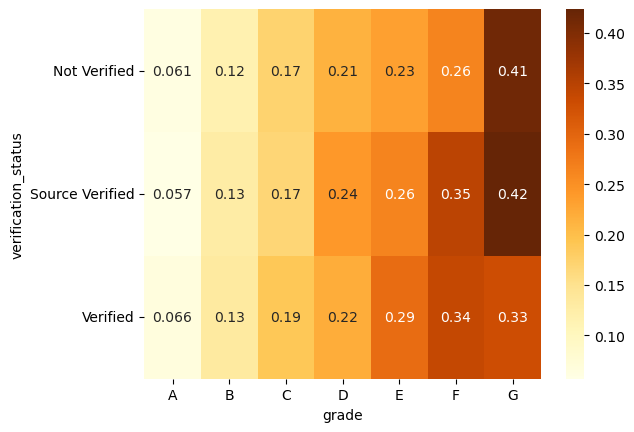 Not Verified 0.061 0.12 0.17 0.21 0.23 0.26 0.41
Source Verified 0.057 0.13 0.17 0.24 0.26 0.35 0.42
Verified 0.066 0.13 0.19 0.22 0.29 0.34 0.33
A B C D E F G
grade
verification_status
0.40
0.35
0.30
0.25
0.20
0.15
0.10